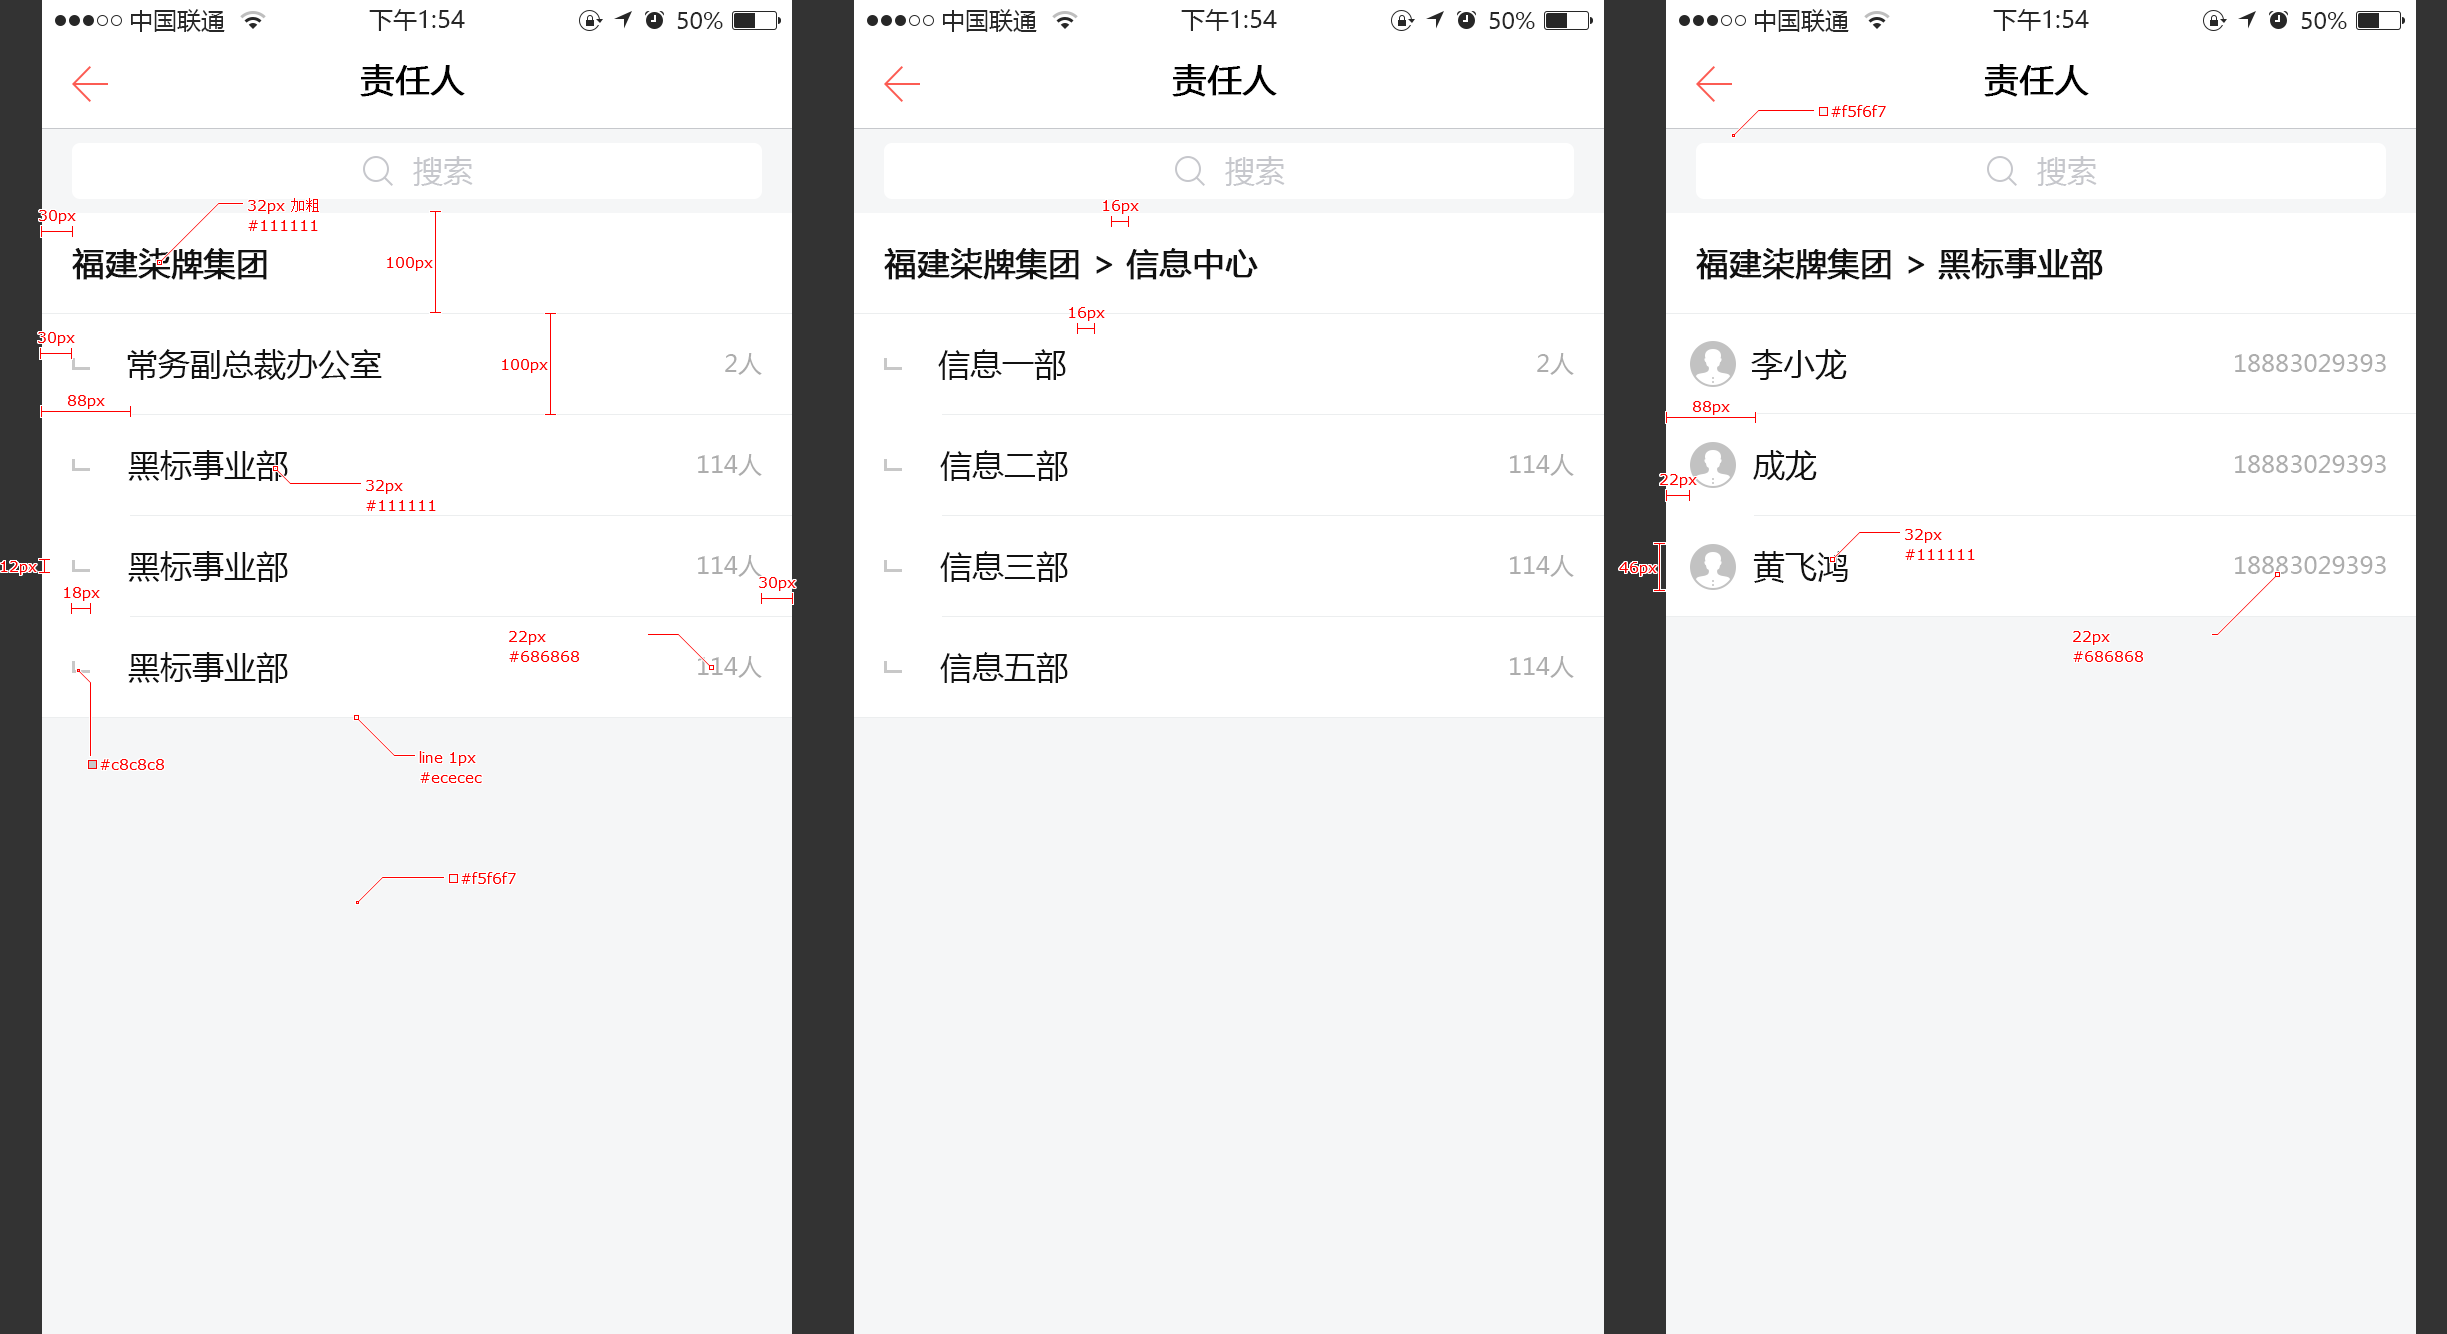 中国联通 下午1:54 50%
责任人
搜索
30px
32px 加粗
#111111
福建柒牌集团
100px
30px
常务副总裁办公室 2人
100px
88px
黑标事业部 114人
32px
#111111
12px
黑标事业部 114人
18px
30px
22px
#686868
黑标事业部 114人
#c8c8c8
line 1px
#ececec
#f5f6f7
中国联通 下午1:54 50%
责任人
搜索
16px
福建柒牌集团 > 信息中心
16px
信息一部 2人
信息二部 114人
信息三部 114人
信息五部 114人
中国联通 下午1:54 50%
责任人
#f5f6f7
搜索
福建柒牌集团 > 黑标事业部
李小龙 18883029393
88px
成龙 18883029393
22px
32px
#111111
46px
黄飞鸿 18883029393
22px
#686868